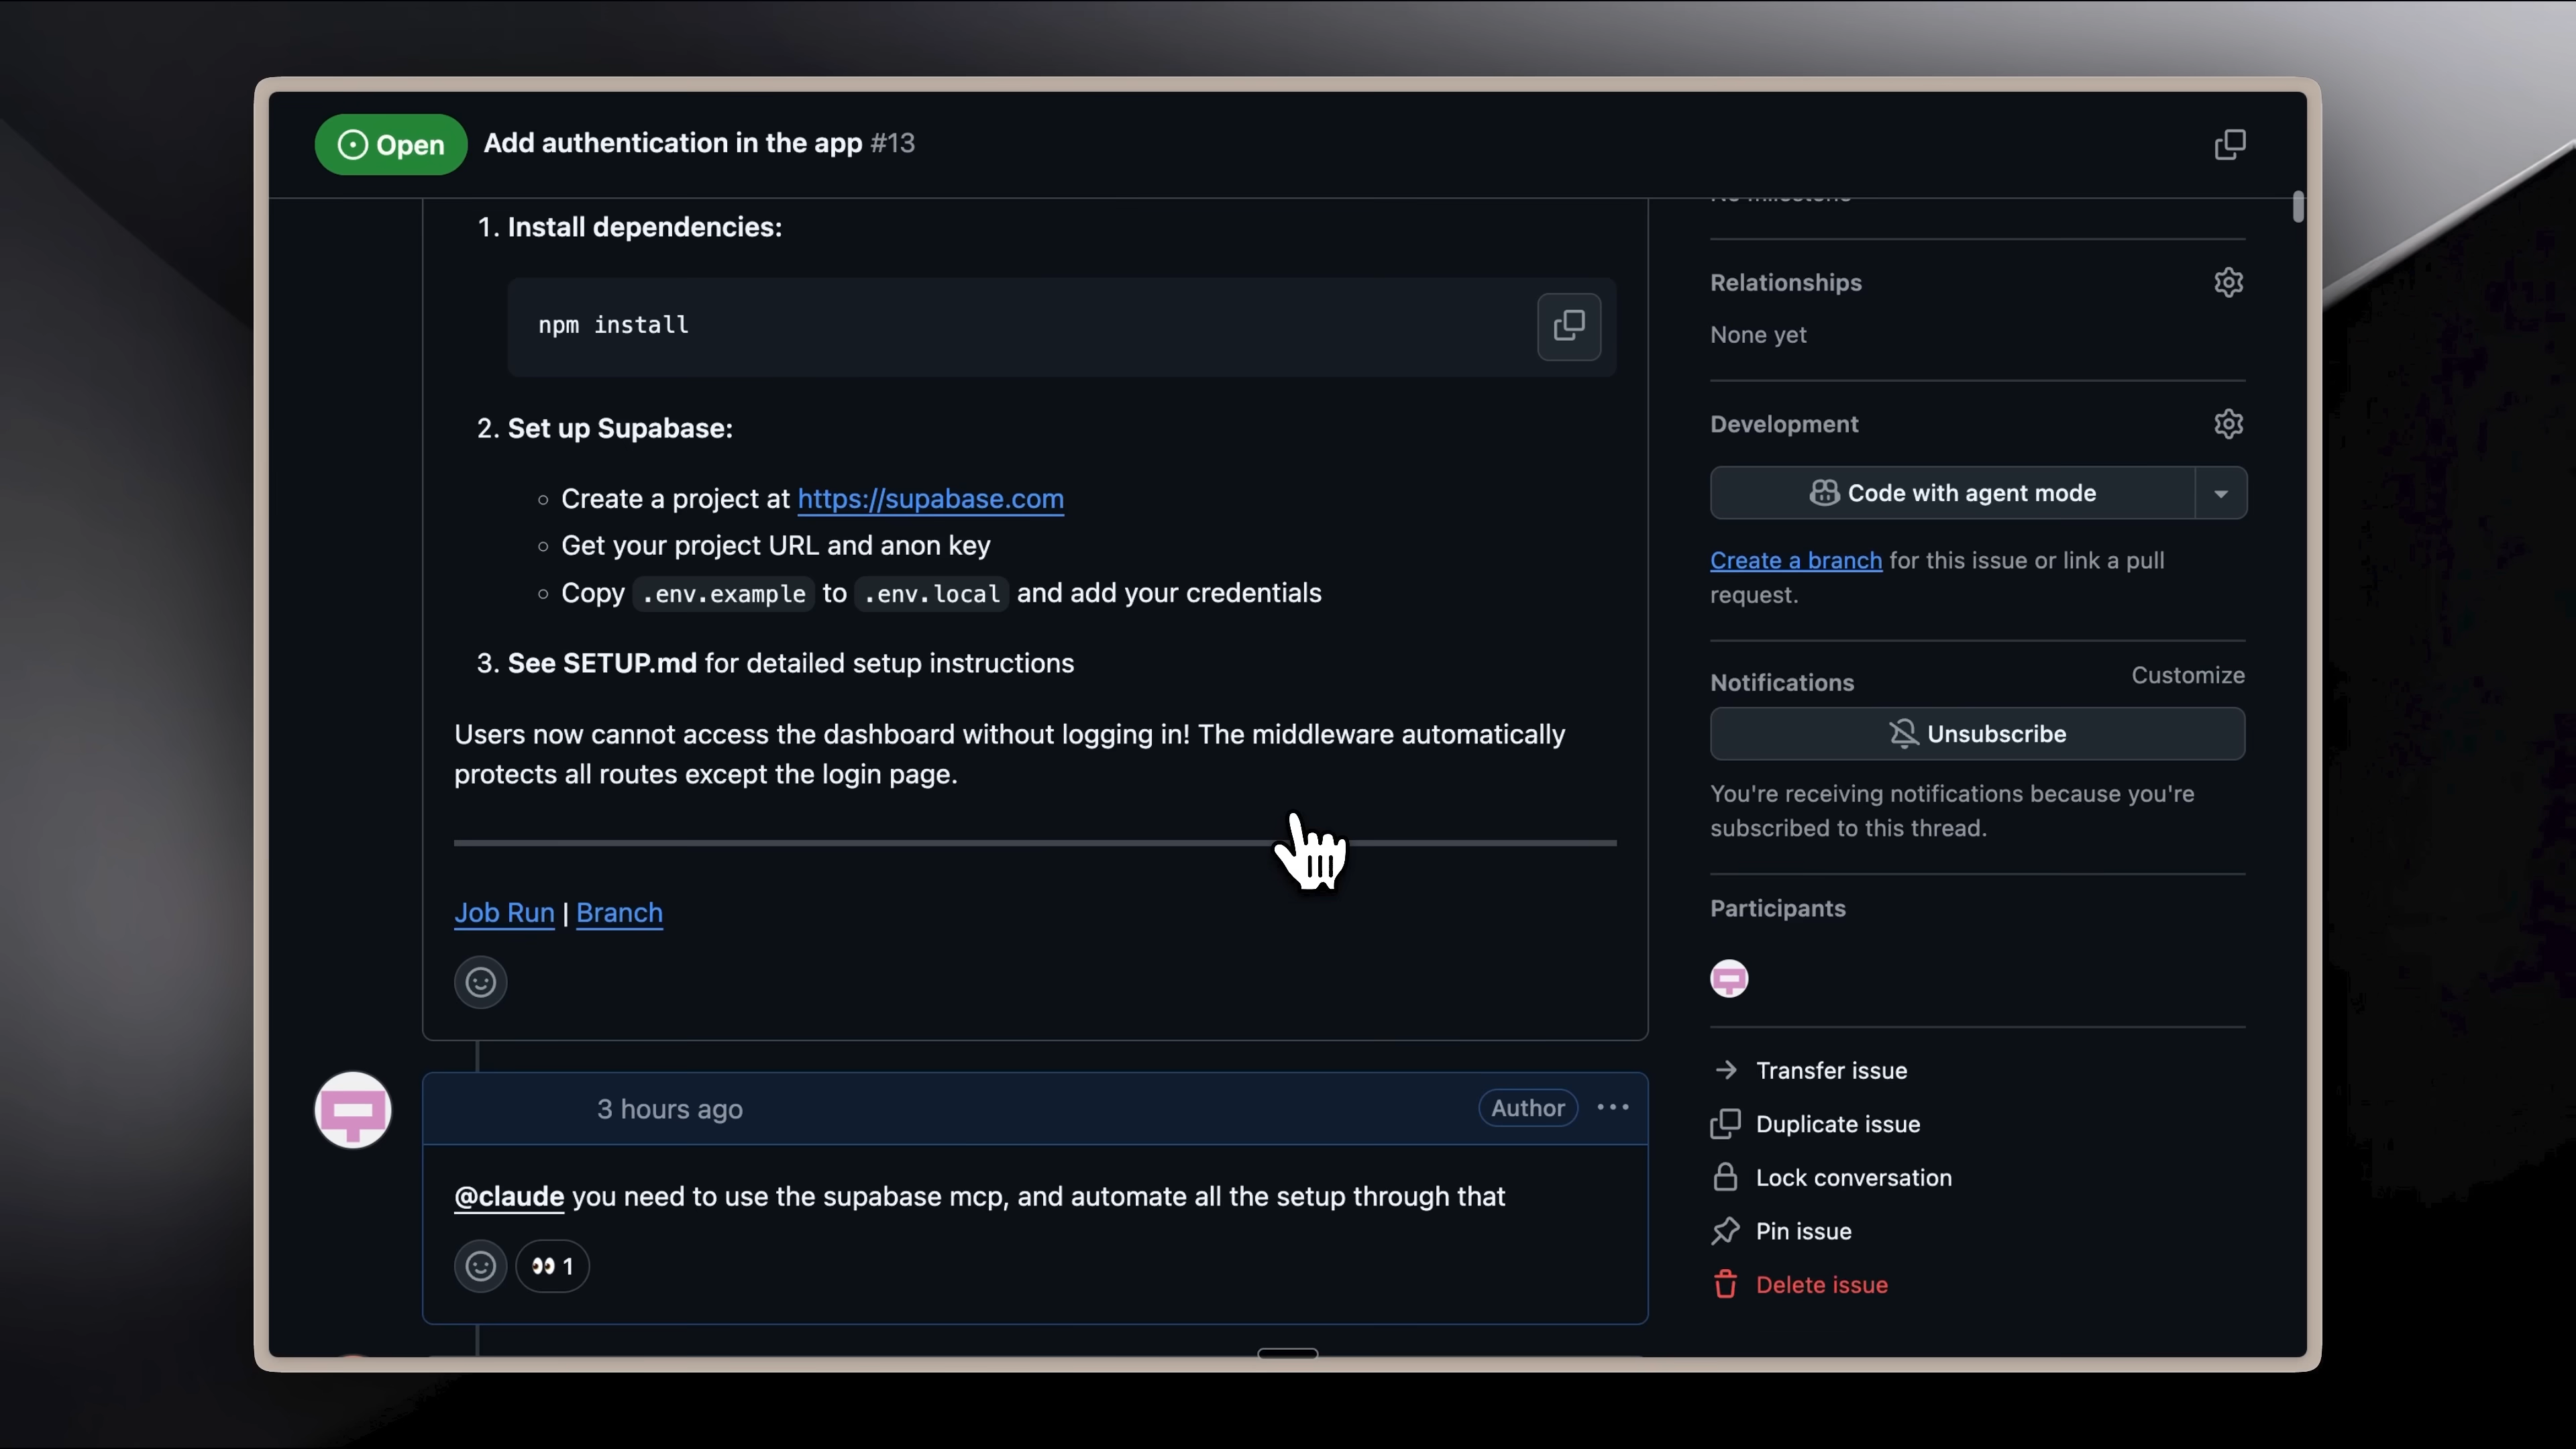 Open
Add authentication in the app #13
1. Install dependencies:
npm install
2. Set up Supabase:
Create a project at https://supabase.com
Get your project URL and anon key
Copy .env.example to .env.local and add your credentials
3. See SETUP.md for detailed setup instructions
Users now cannot access the dashboard without logging in! The middleware automatically
protects all routes except the login page.
Job Run | Branch
3 hours ago
Author
@claude you need to use the supabase mcp, and automate all the setup through that
👀 1
No milestone
Relationships
None yet
Development
Code with agent mode
Create a branch for this issue or link a pull
request.
Notifications
Customize
Unsubscribe
You're receiving notifications because you're
subscribed to this thread.
Participants
Transfer issue
Duplicate issue
Lock conversation
Pin issue
Delete issue